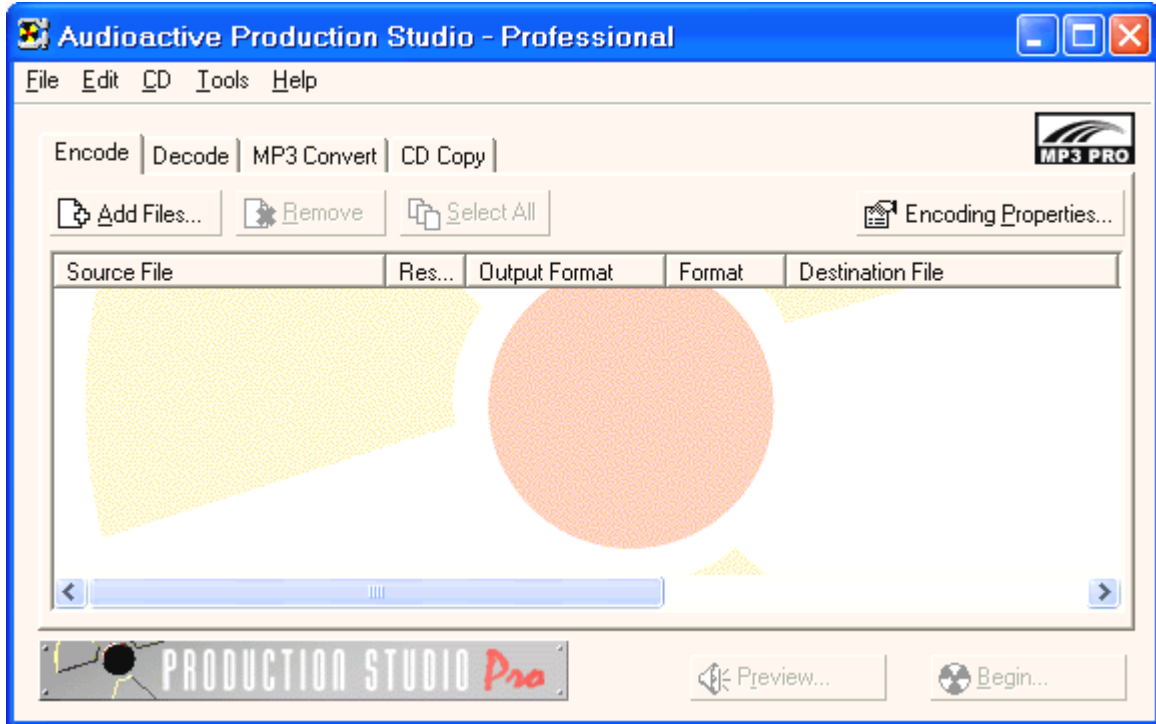 Audioactive Production Studio - Professional
File Edit CD Tools Help
MP3 PRO
Encode Decode MP3 Convert CD Copy
Add Files... Remove Select All Encoding Properties...
Source File Res... Output Format Format Destination File
PRODUCTION STUDIO Pro
Preview... Begin...